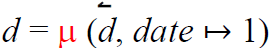 d = μ (d, date ↦ 1)